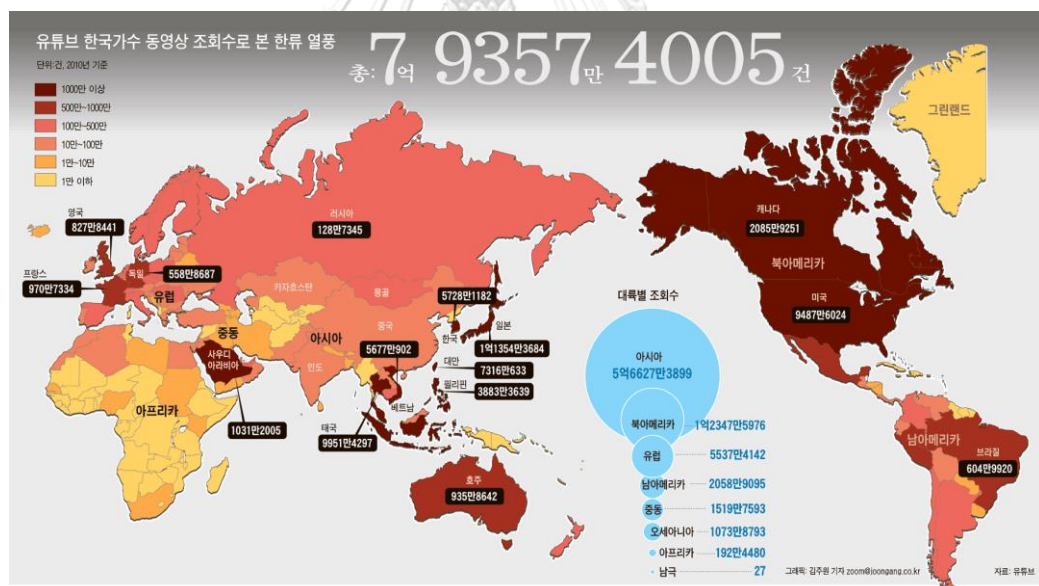 유튜브 한국가수 동영상 조회수로 본 한류 열풍
총: 7억 9357만 4005건
단위:건, 2010년 기준
1000만 이상
500만~1000만
100만~500만
10만~100만
1만~10만
1만 이하
그린랜드
영국
827만8441
러시아
128만7345
캐나다
2085만9251
북아메리카
프랑스
970만7334
독일
558만8687
유럽
카자흐스탄
몽골
5728만1182
한국
대륙별 조회수
미국
9487만6024
중동
아시아
중국
일본
1억1354만3684
사우디
아라비아
인도
5677만902
대만
7316만633
필리핀
3883만3639
베트남
아프리카
1031만2005
태국
9951만4297
호주
935만8642
남아메리카
브라질
604만9920
아시아
5억6627만3899
북아메리카 1억2347만5976
유럽 5537만4142
남아메리카 2058만9095
중동 1519만7593
오세아니아 1073만8793
아프리카 192만4480
남극 27
그래픽: 김주원 기자 zoom@joongang.co.kr
자료: 유튜브